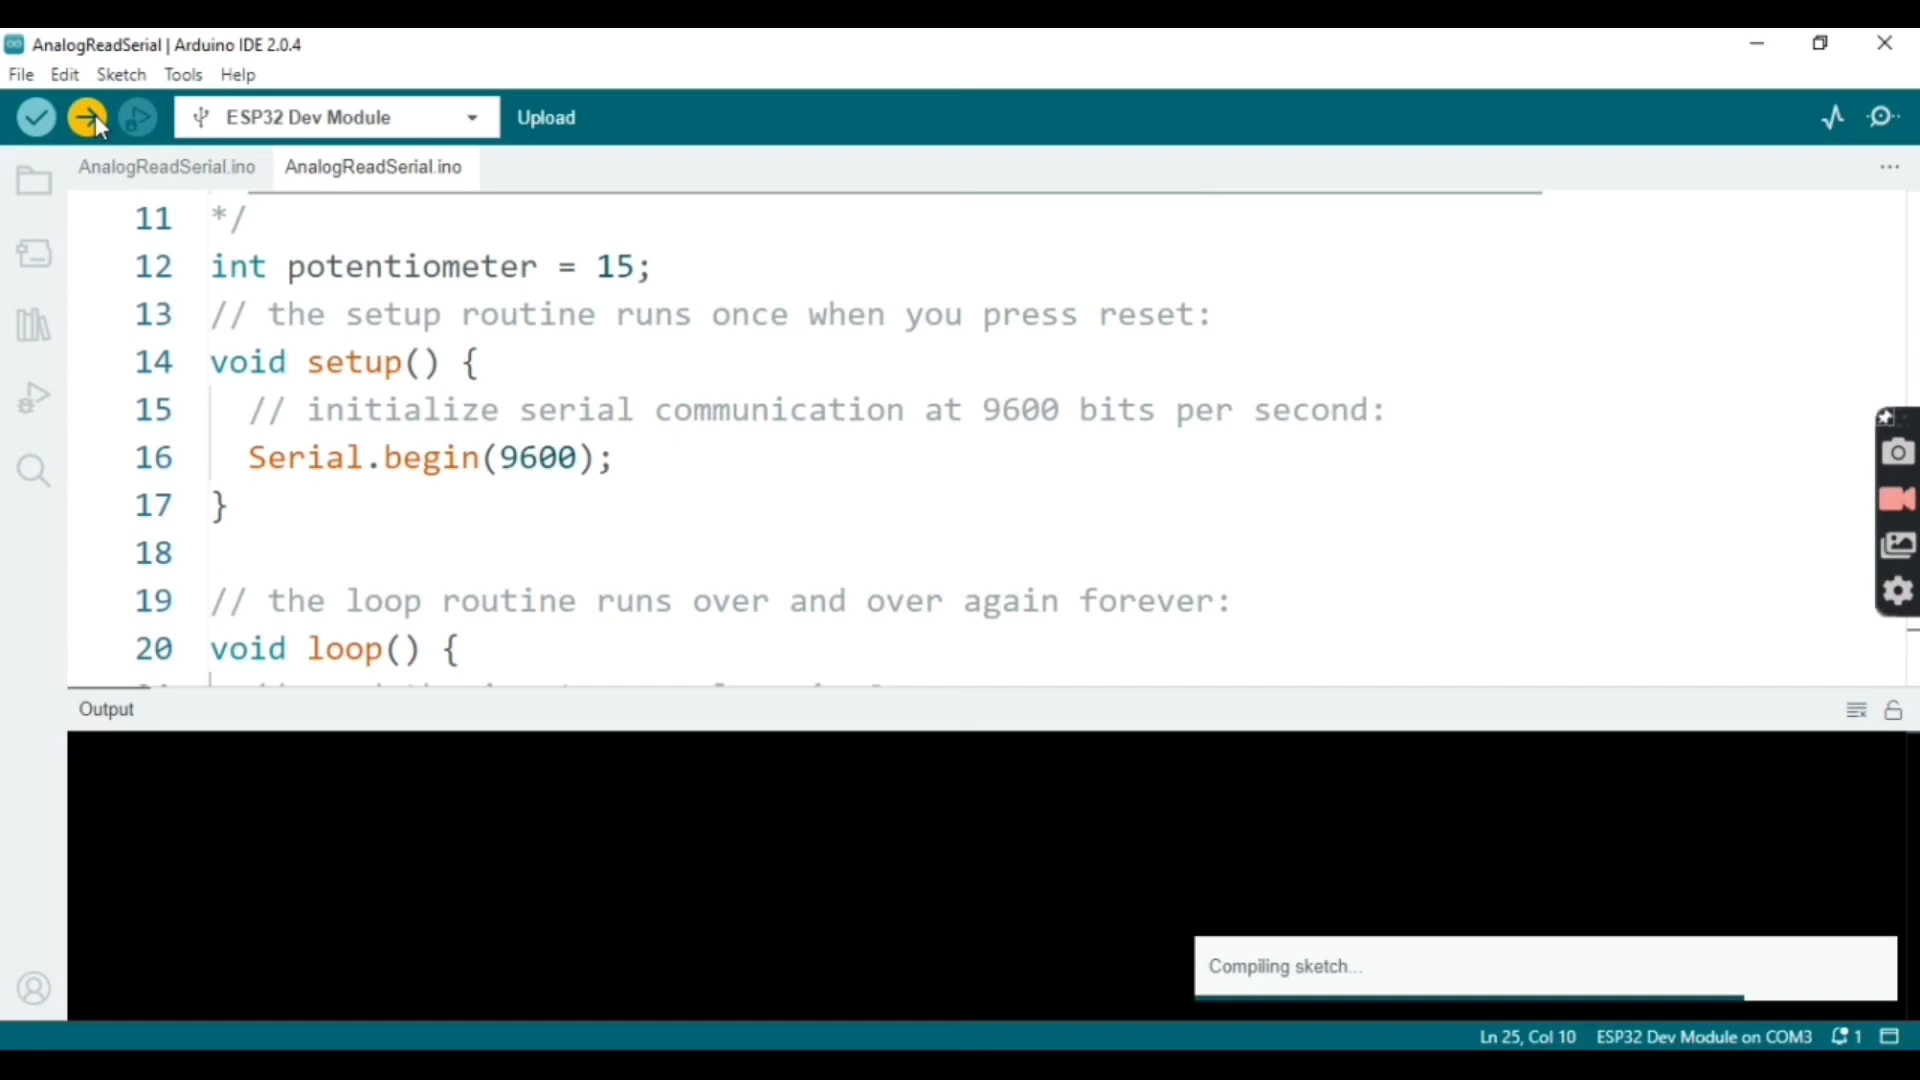 AnalogReadSerial | Arduino IDE 2.0.4
File Edit Sketch Tools Help
ESP32 Dev Module Upload
AnalogReadSerial.ino AnalogReadSerial.ino
11 */
12 int potentiometer = 15;
13 // the setup routine runs once when you press reset:
14 void setup() {
15 // initialize serial communication at 9600 bits per second:
16 Serial.begin(9600);
17 }
18
19 // the loop routine runs over and over again forever:
20 void loop() {
Output
Compiling sketch...
Ln 25, Col 10 ESP32 Dev Module on COM3 1